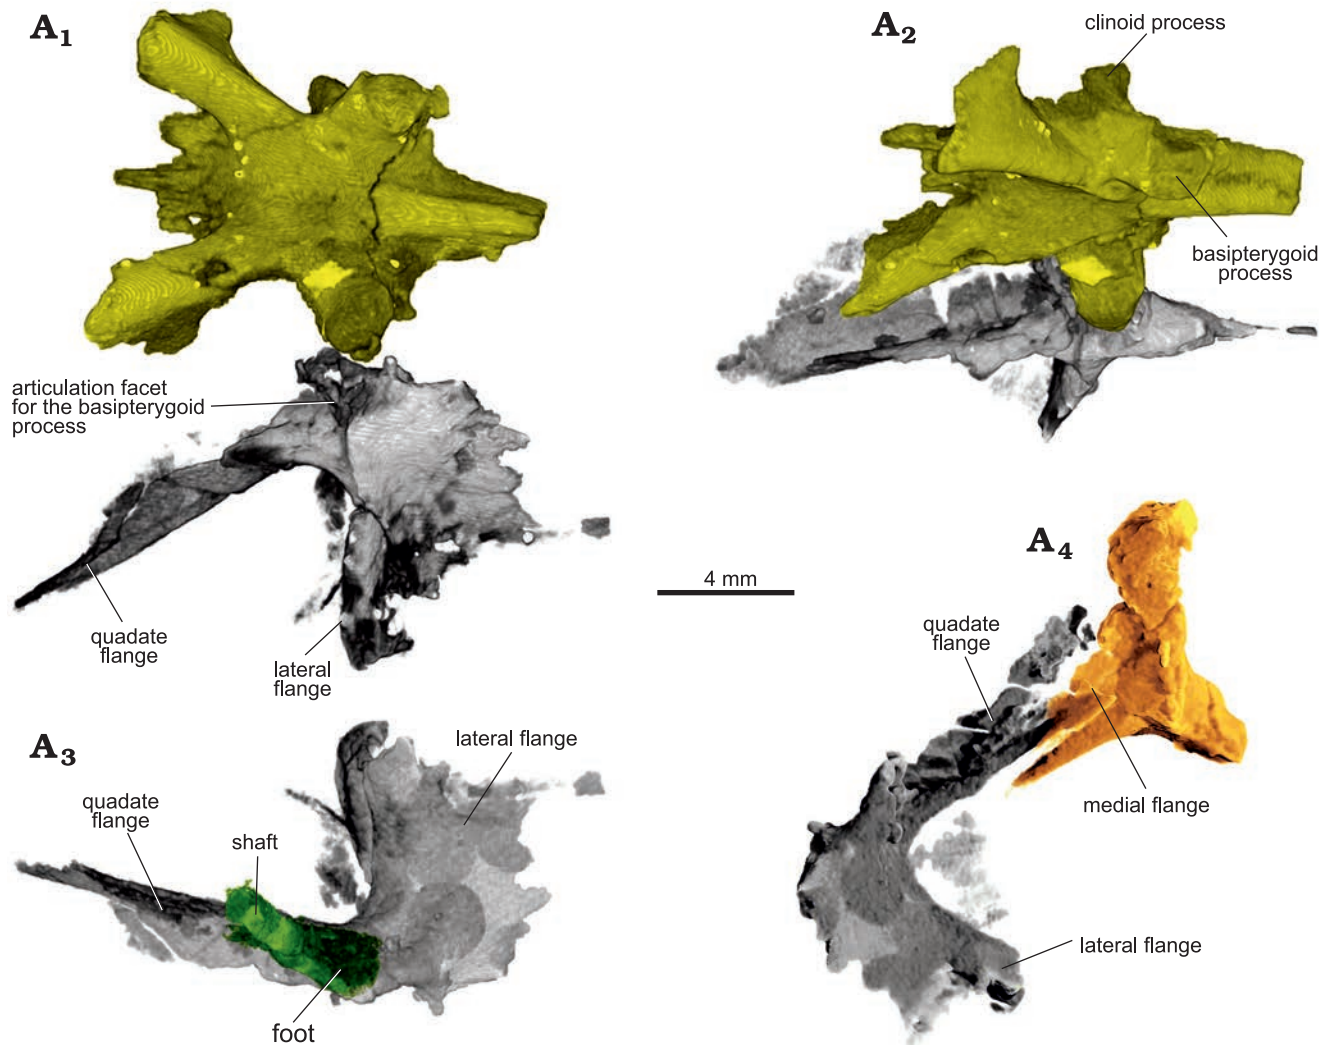 A1
A2
clinoid process
basipterygoid
process
articulation facet
for the basipterygoid
process
quadrate
flange
lateral
flange
4 mm
A3
lateral flange
quadate
flange
shaft
foot
A4
quadate
flange
medial flange
lateral flange